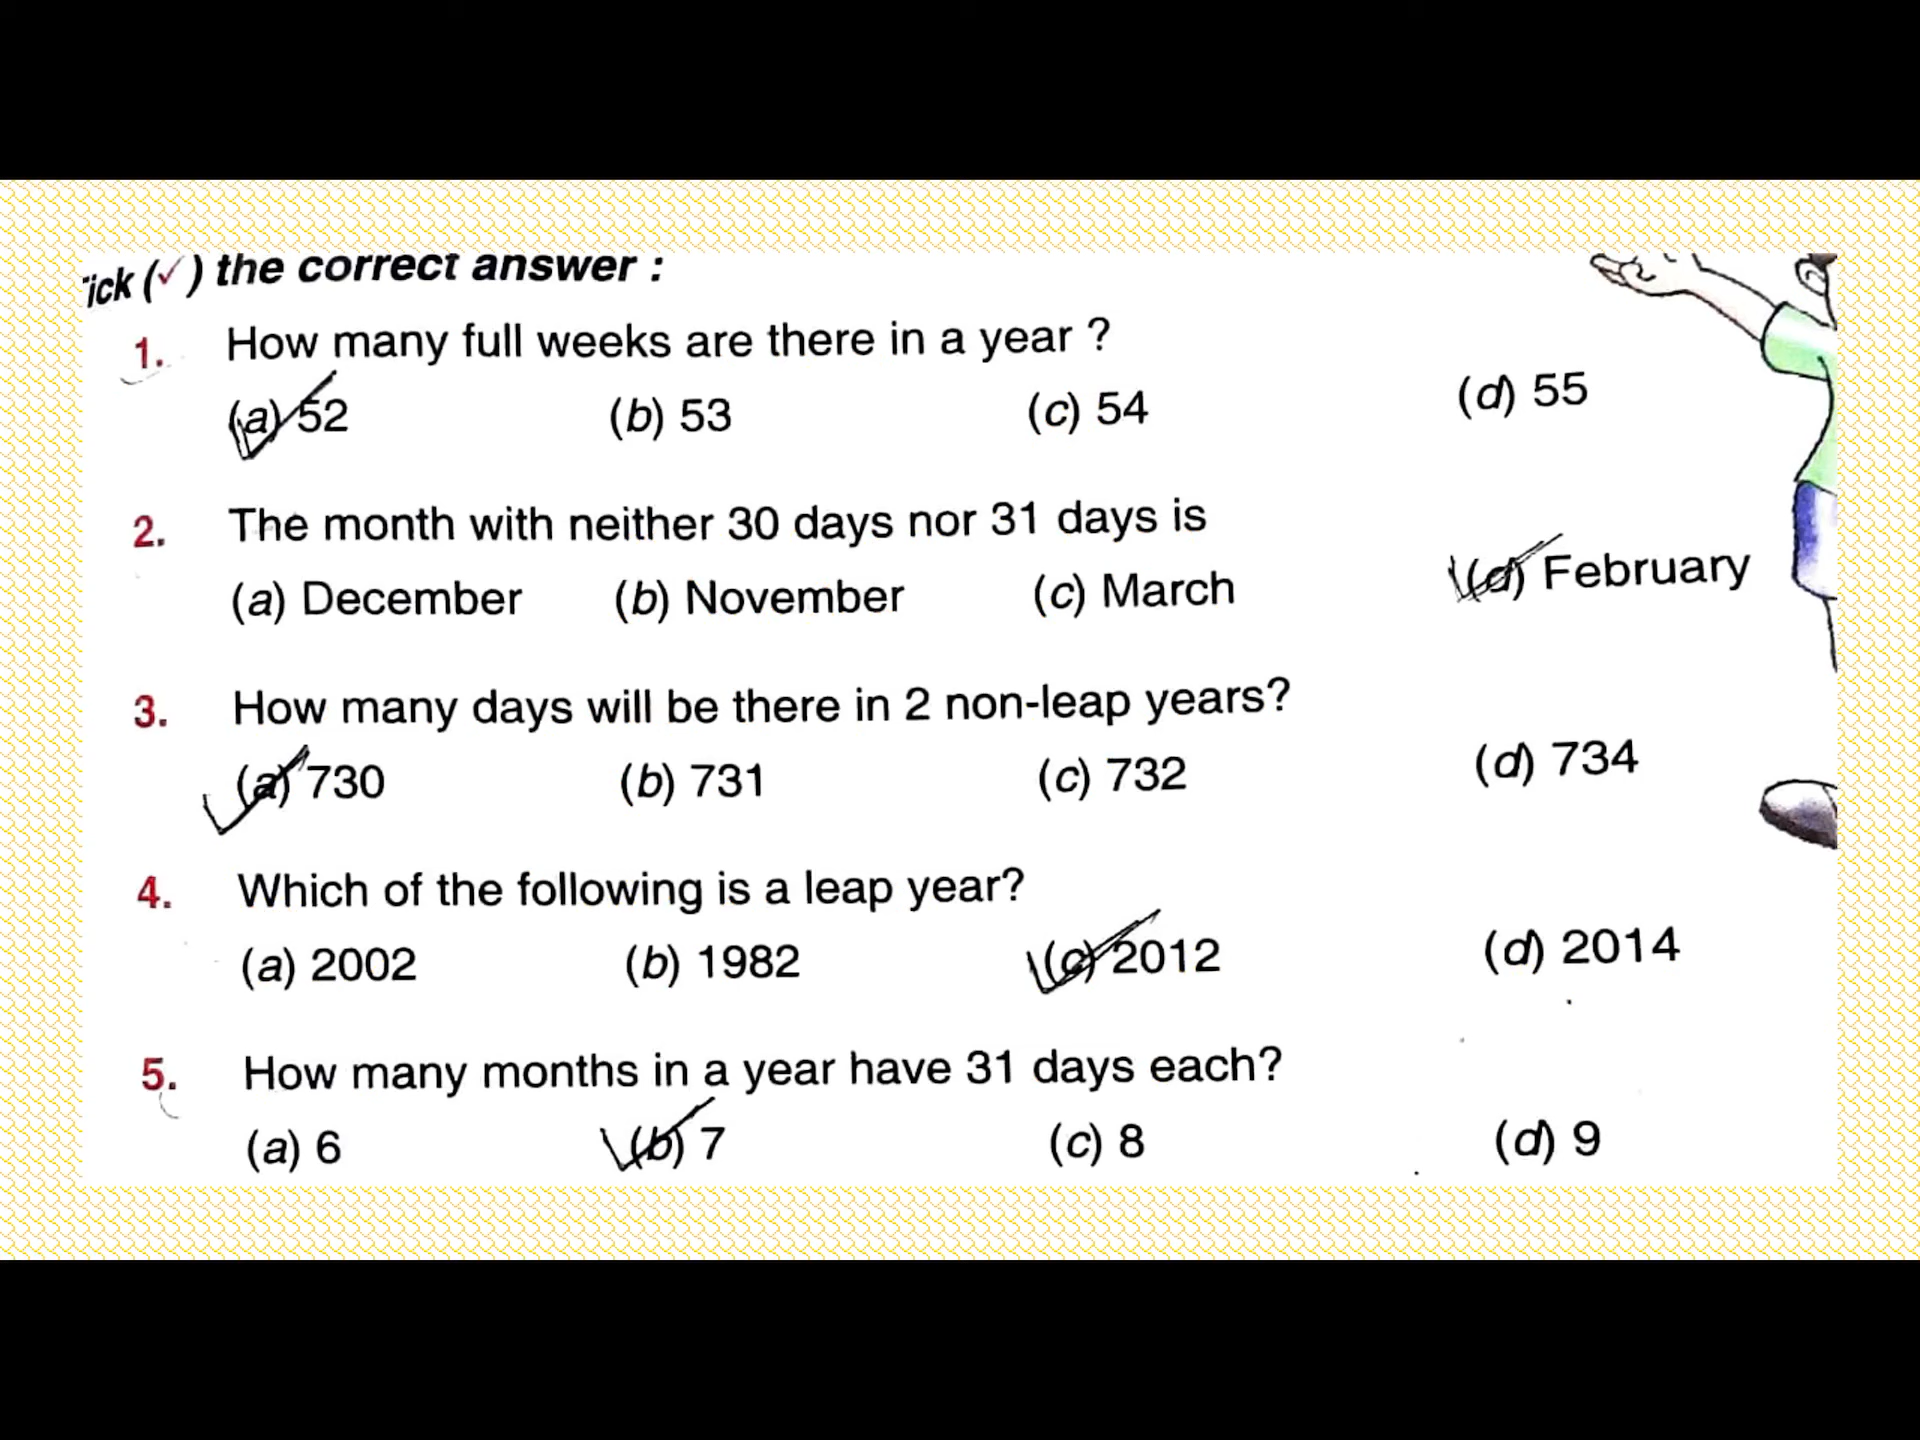 ick (✓) the correct answer :
1. How many full weeks are there in a year ?
(a) 52 (b) 53 (c) 54 (d) 55
2. The month with neither 30 days nor 31 days is
(a) December (b) November (c) March (d) February
3. How many days will be there in 2 non-leap years?
(a) 730 (b) 731 (c) 732 (d) 734
4. Which of the following is a leap year?
(a) 2002 (b) 1982 (c) 2012 (d) 2014
5. How many months in a year have 31 days each?
(a) 6 (b) 7 (c) 8 (d) 9